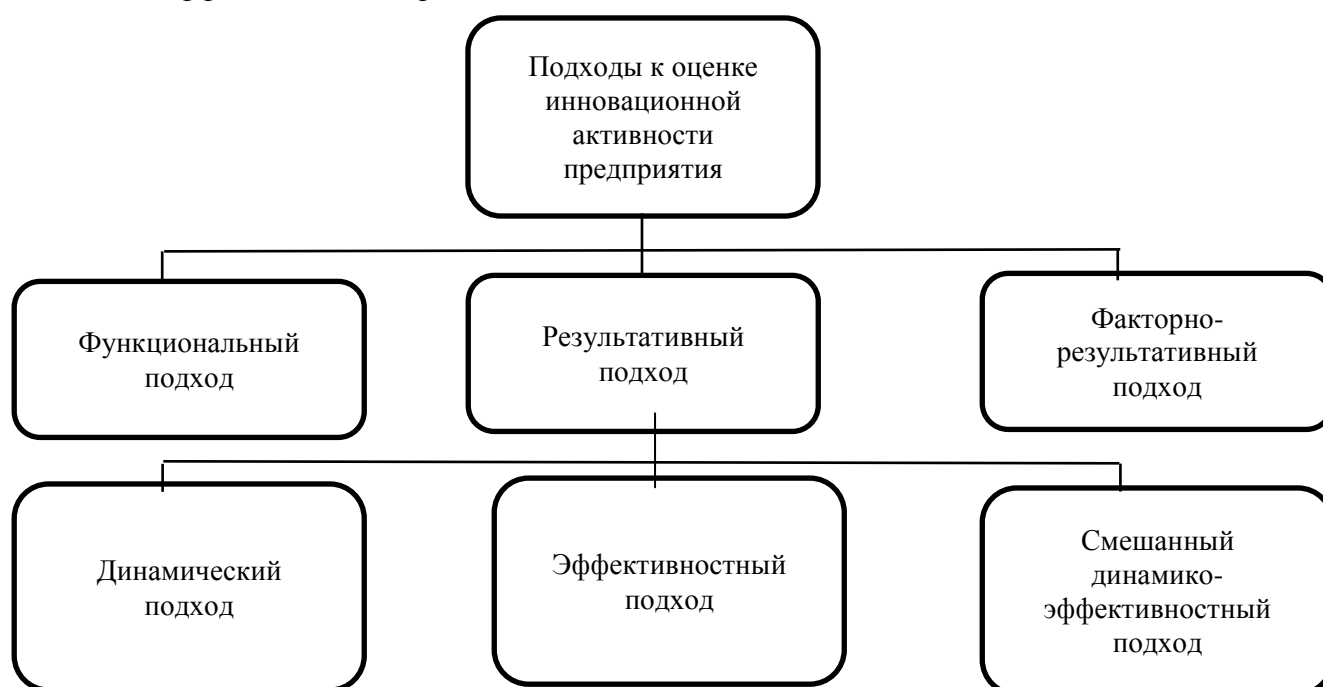 Подходы к оценке
инновационной
активности
предприятия
Функциональный
подход
Результативный
подход
Факторно-
результативный
подход
Динамический
подход
Эффективностный
подход
Смешанный
динамико-
эффективностный
подход